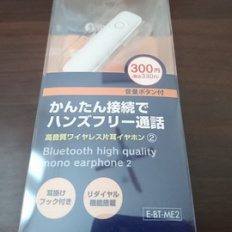 300円
税込330円
音量ボタン付
かんたん接続で
ハンズフリー通話
高音質ワイヤレス片耳イヤホン②
Bluetooth high quality
mono earphone 2
耳掛け
フック付き
リダイヤル
機能搭載
E-BT-ME2